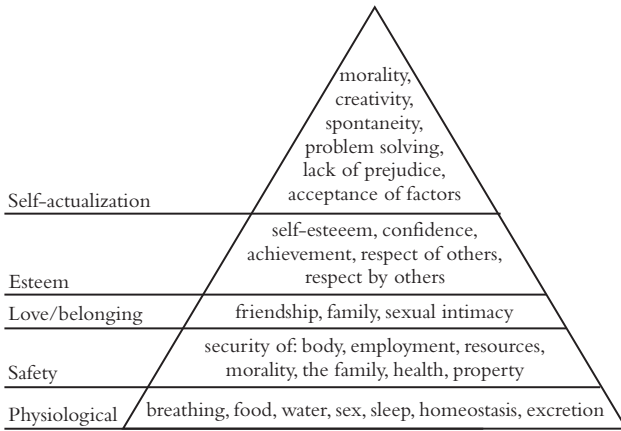 morality,
creativity,
spontaneity,
problem solving,
lack of prejudice,
acceptance of factors
Self-actualization
self-esteeem, confidence,
achievement, respect of others,
respect by others
Esteem
friendship, family, sexual intimacy
Love/belonging
security of: body, employment, resources,
morality, the family, health, property
Safety
breathing, food, water, sex, sleep, homeostasis, excretion
Physiological